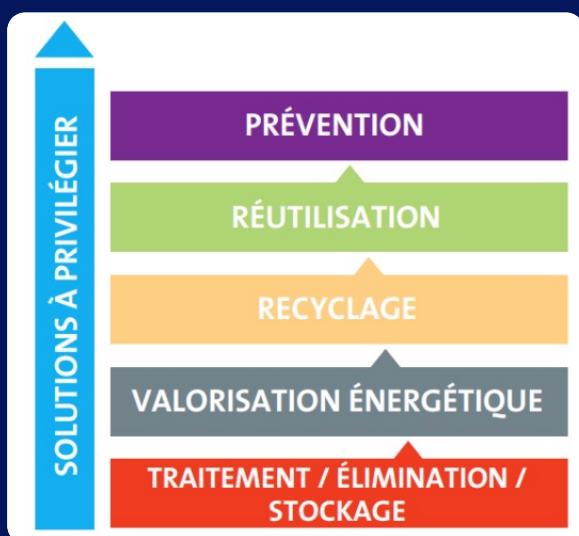 SOLUTIONS À PRIVILÉGIER
PRÉVENTION
RÉUTILISATION
RECYCLAGE
VALORISATION ÉNERGÉTIQUE
TRAITEMENT / ÉLIMINATION /
STOCKAGE